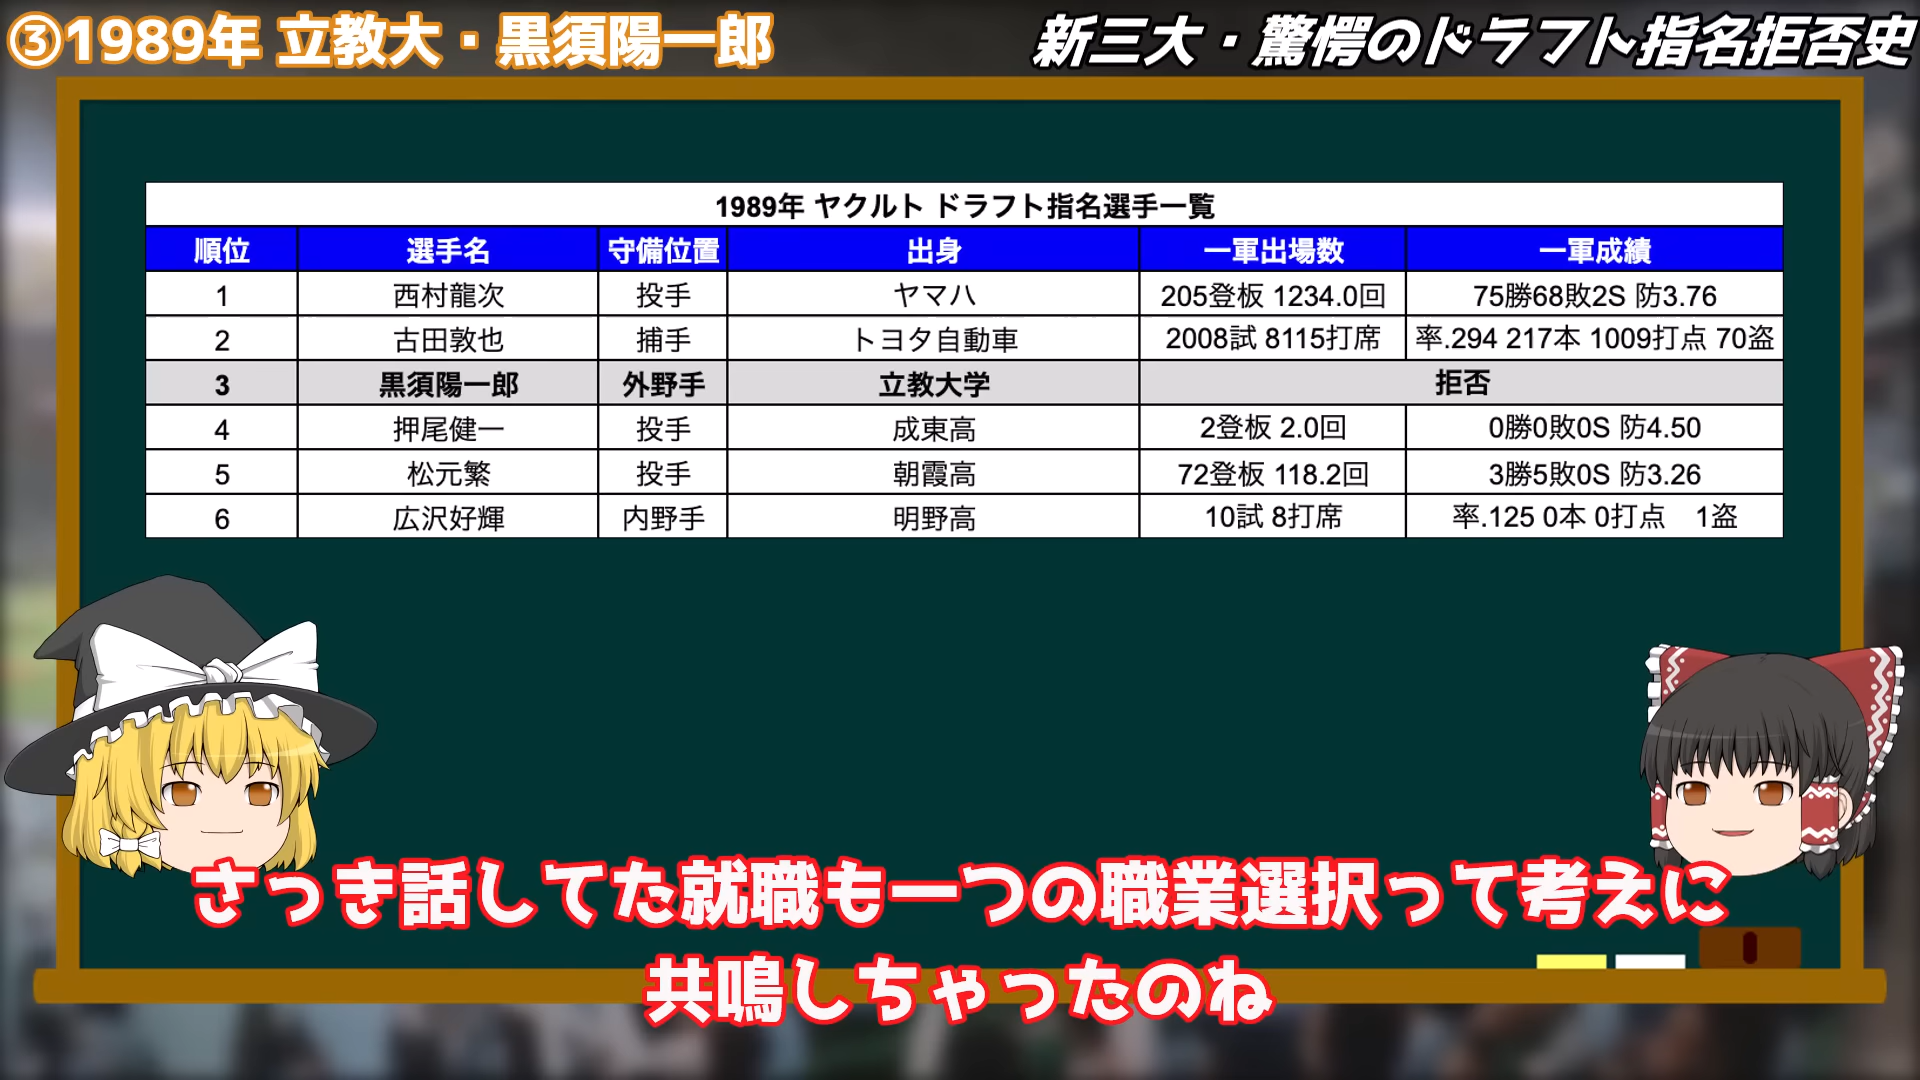 ③1989年 立教大・黒須陽一郎
新三大・驚愕のドラフト指名拒否史
1989年 ヤクルト ドラフト指名選手一覧
順位 選手名 守備位置 出身 一軍出場数 一軍成績
1 西村龍次 投手 ヤマハ 205登板 1234.0回 75勝68敗2S 防3.76
2 古田敦也 捕手 トヨタ自動車 2008試 8115打席 率.294 217本 1009打点 70盗
3 黒須陽一郎 外野手 立教大学 拒否
4 押尾健一 投手 成東高 2登板 2.0回 0勝0敗0S 防4.50
5 松元繁 投手 朝霞高 72登板 118.2回 3勝5敗0S 防3.26
6 広沢好輝 内野手 明野高 10試 8打席 率.125 0本 0打点　1盗
さっき話してた就職も一つの職業選択って考えに
共鳴しちゃったのね